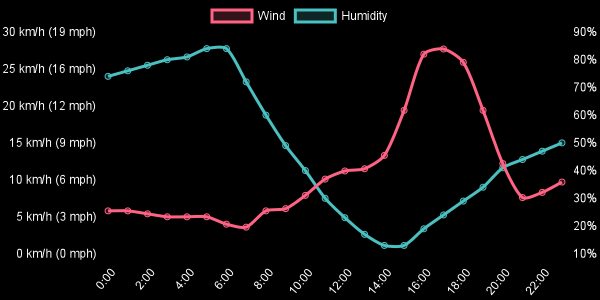 Wind Humidity
30 km/h (19 mph) 90%
25 km/h (16 mph) 80%
20 km/h (12 mph) 70%
60%
15 km/h (9 mph) 50%
10 km/h (6 mph) 40%
30%
5 km/h (3 mph) 20%
0 km/h (0 mph) 10%
0:00 2:00 4:00 6:00 8:00 10:00 12:00 14:00 16:00 18:00 20:00 22:00